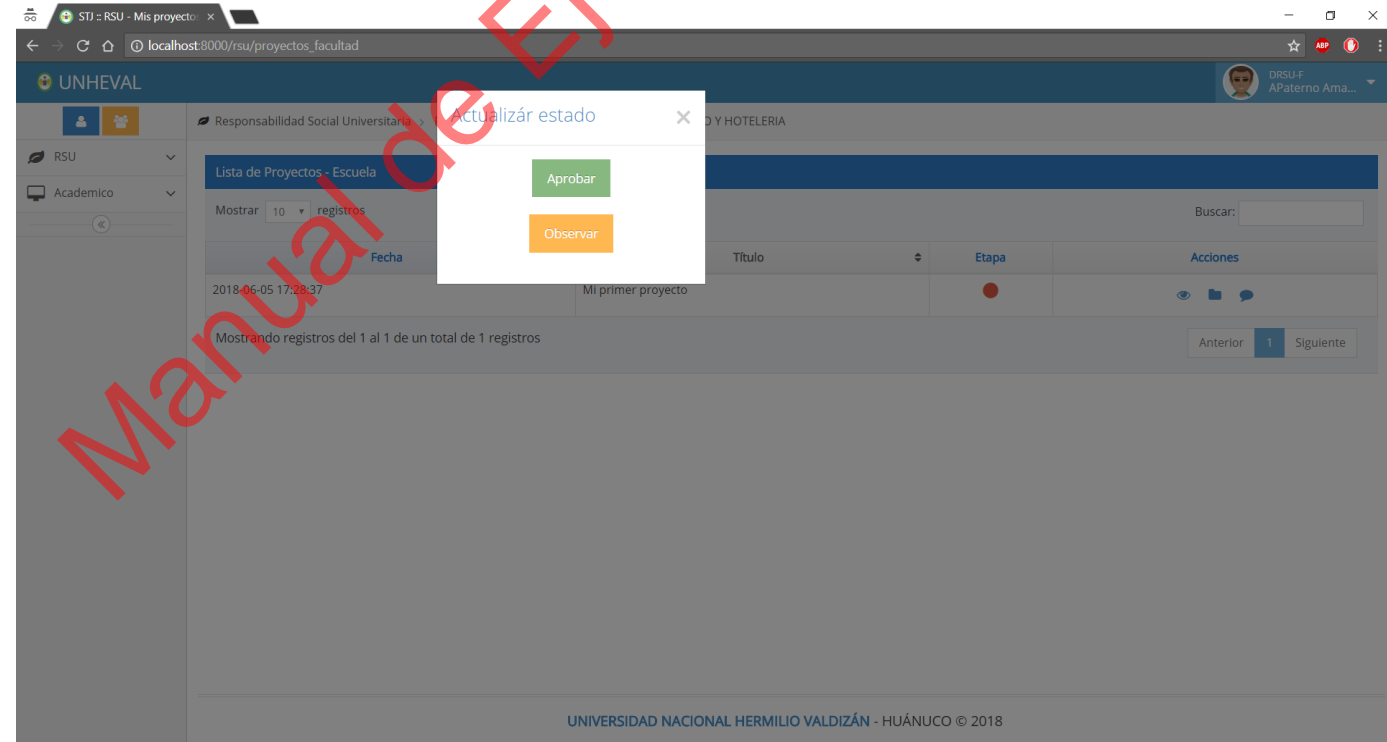 STJ :: RSU - Mis proyectos
localhost:8000/rsu/proyectos_facultad
ABP
UNHEVAL
DRSU-F
APaterno Ama...
Responsabilidad Social Universitaria >
Y HOTELERIA
Actualizár estado ×
Aprobar
Observar
RSU
Academico
Lista de Proyectos - Escuela
Mostrar 10 registros
Buscar:
Fecha Título Etapa Acciones
2018-06-05 17:28:37 Mi primer proyecto
Mostrando registros del 1 al 1 de un total de 1 registros
Anterior 1 Siguiente
Manual de Ej
UNIVERSIDAD NACIONAL HERMILIO VALDIZÁN - HUÁNUCO © 2018